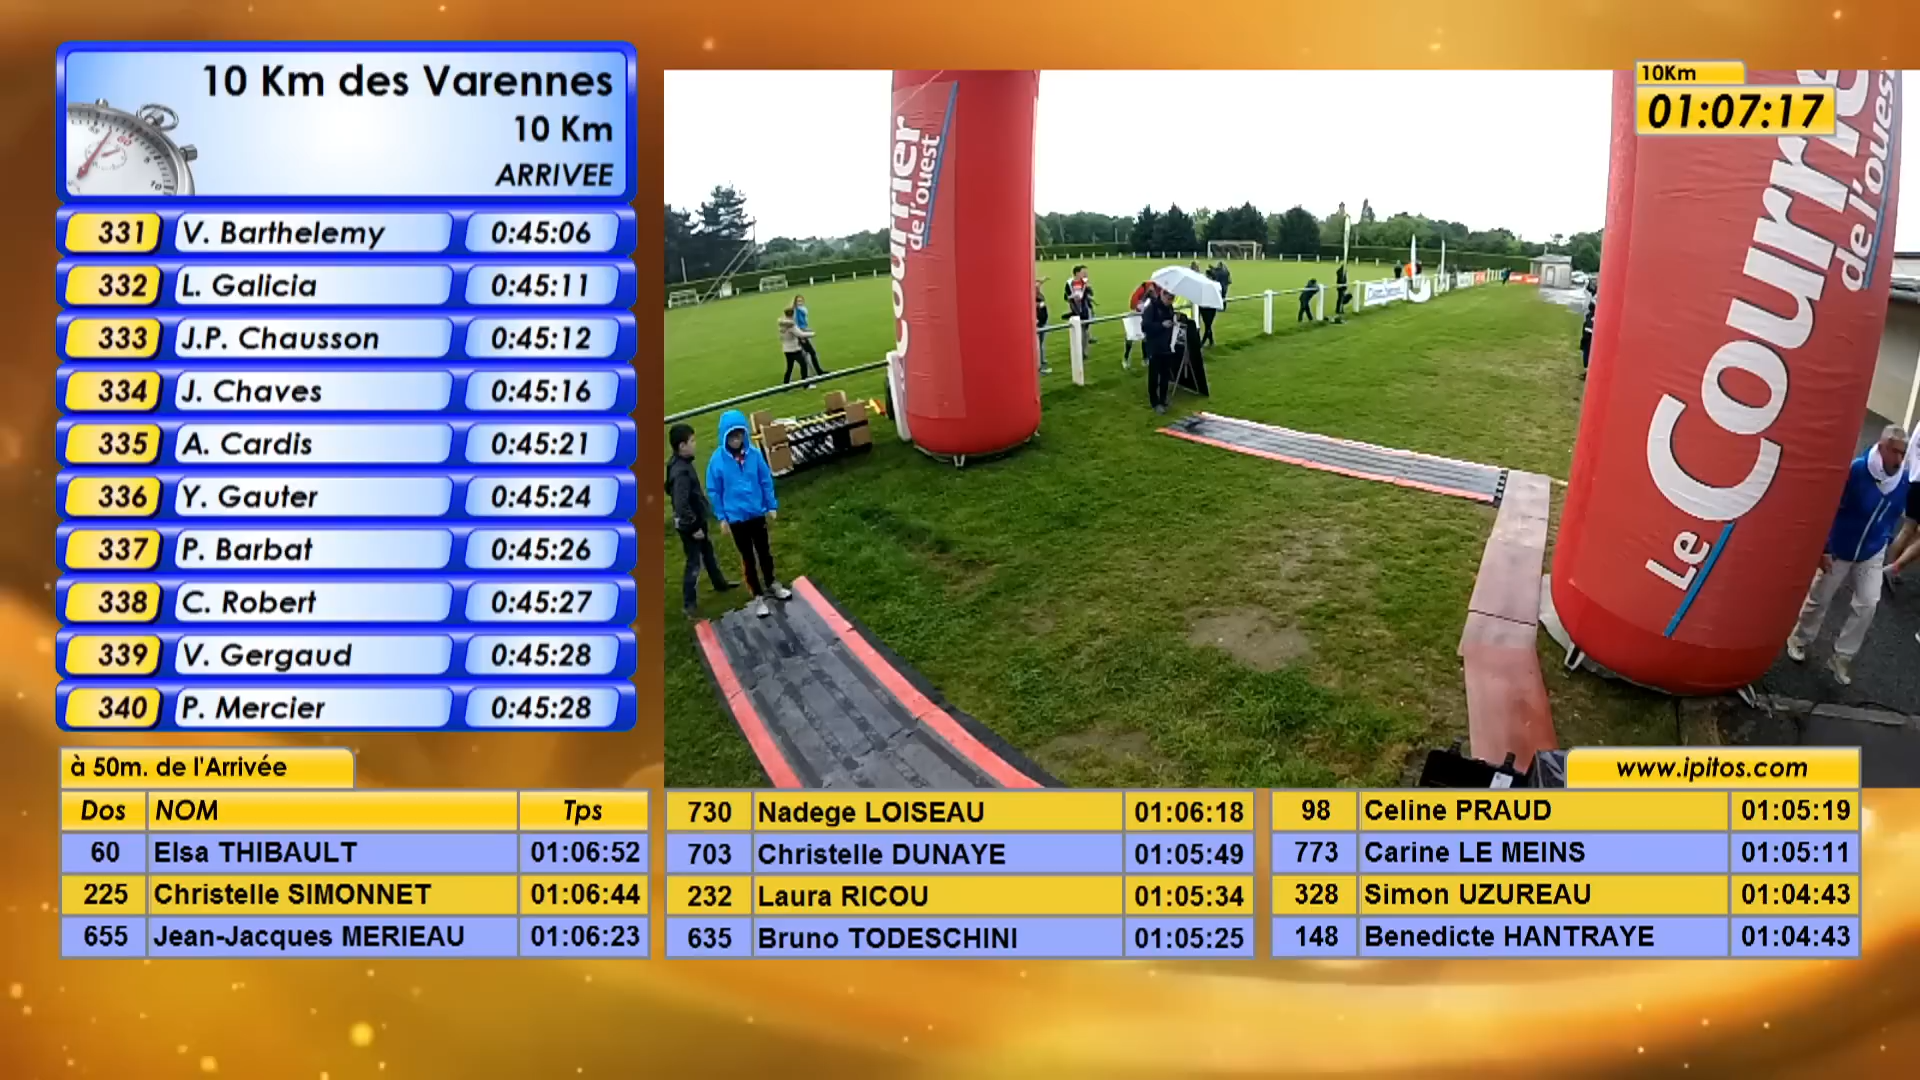 10 Km des Varennes
10 Km
ARRIVEE
331 V. Barthelemy 0:45:06
332 L. Galicia 0:45:11
333 J.P. Chausson 0:45:12
334 J. Chaves 0:45:16
335 A. Cardis 0:45:21
336 Y. Gauter 0:45:24
337 P. Barbat 0:45:26
338 C. Robert 0:45:27
339 V. Gergaud 0:45:28
340 P. Mercier 0:45:28
10Km
01:07:17
Courrier
de l'ouest
Le Courrie
de l'ouest
à 50m. de l'Arrivée
www.ipitos.com
Dos NOM Tps
60 Elsa THIBAULT 01:06:52
225 Christelle SIMONNET 01:06:44
655 Jean-Jacques MERIEAU 01:06:23
730 Nadege LOISEAU 01:06:18
703 Christelle DUNAYE 01:05:49
232 Laura RICOU 01:05:34
635 Bruno TODESCHINI 01:05:25
98 Celine PRAUD 01:05:19
773 Carine LE MEINS 01:05:11
328 Simon UZUREAU 01:04:43
148 Benedicte HANTRAYE 01:04:43